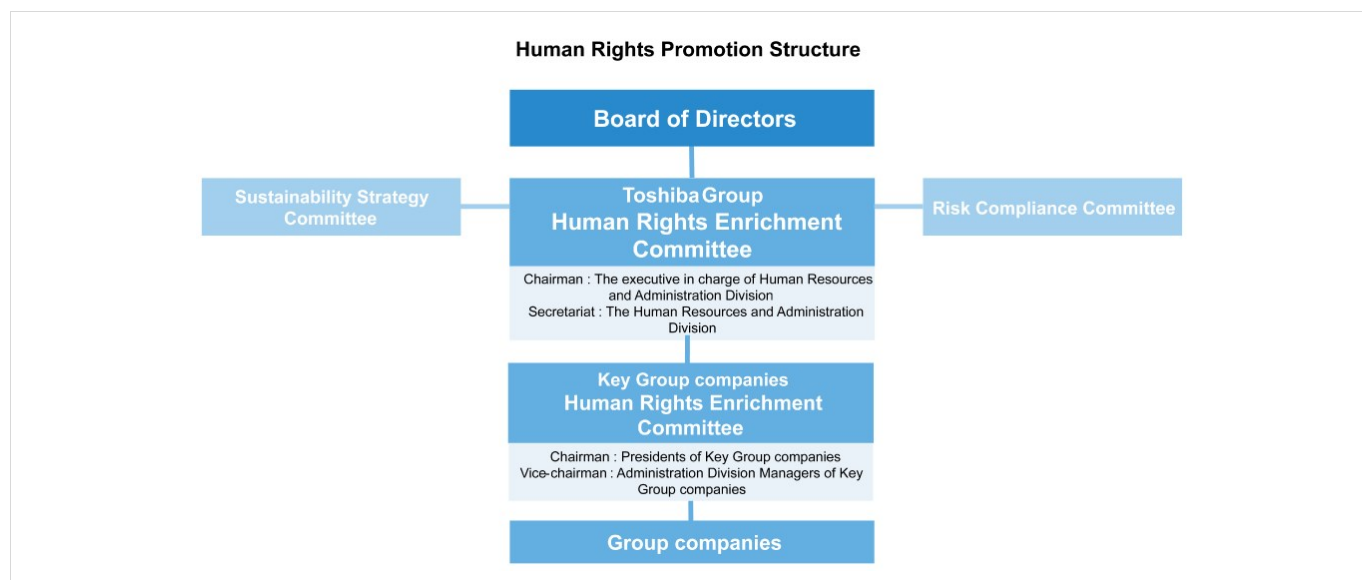 Human Rights Promotion Structure
Board of Directors
Sustainability Strategy
Committee
Toshiba Group
Human Rights Enrichment
Committee
Risk Compliance Committee
Chairman : The executive in charge of Human Resources
and Administration Division
Secretariat : The Human Resources and Administration
Division
Key Group companies
Human Rights Enrichment
Committee
Chairman : Presidents of Key Group companies
Vice-chairman : Administration Division Managers of Key
Group companies
Group companies